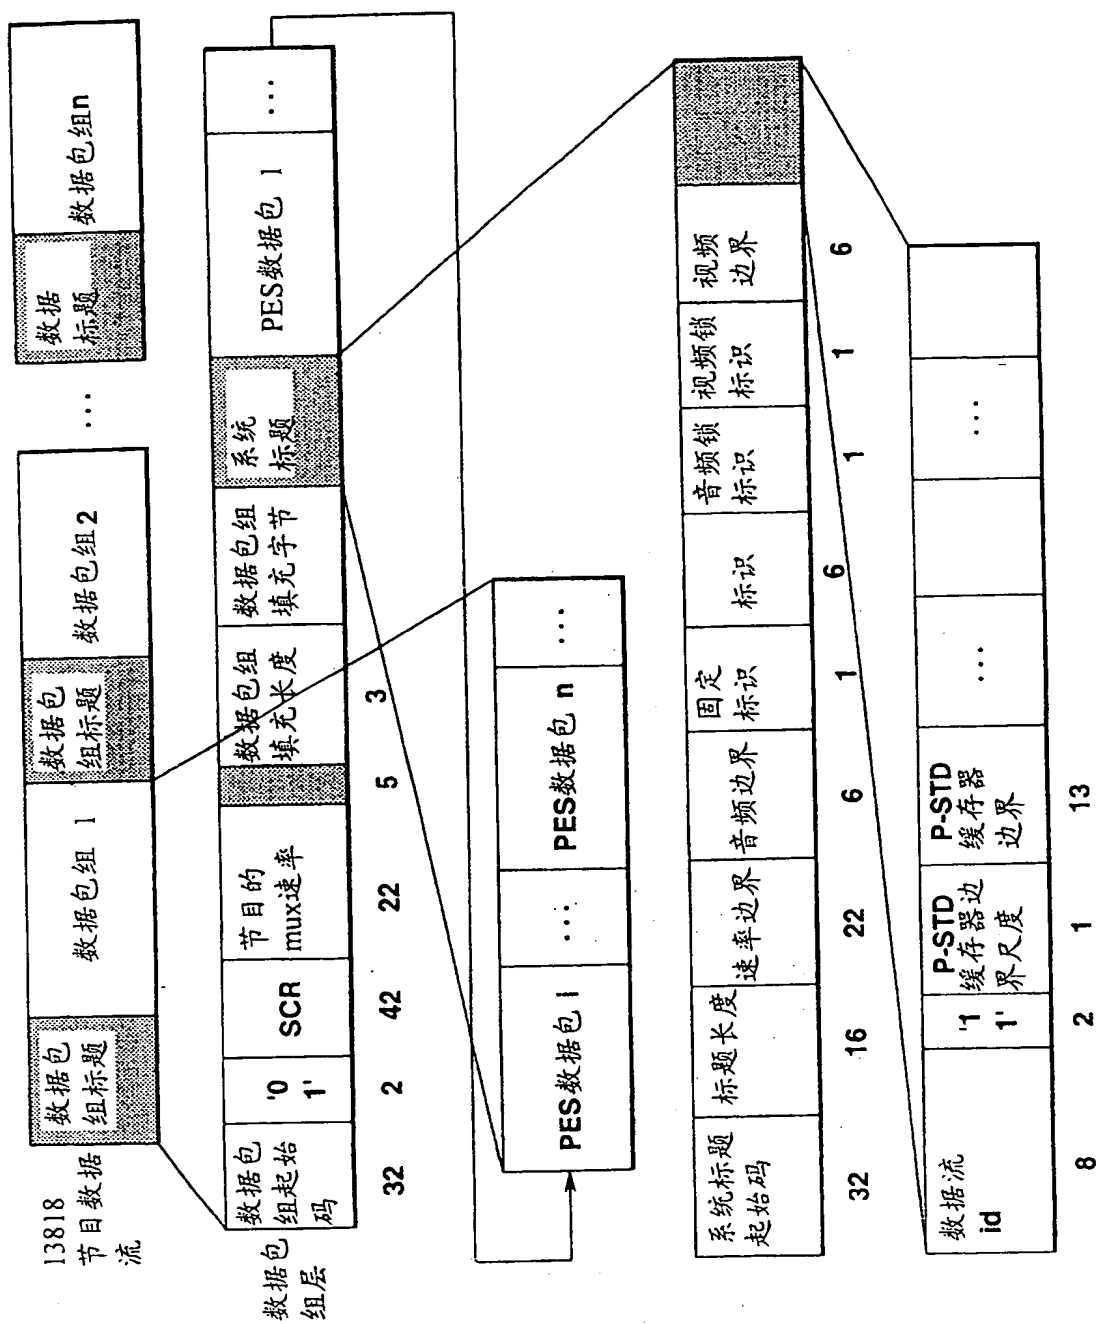 13818
节目数据
流
数据包
组标题
数据包组 1
数据包
组标题
数据包组2
...
数据
标题
数据包组n
数据包
组层
数据包
组起始
码
'0
1'
SCR
节目的
mux速率
数据包组
填充长度
数据包组
填充字节
系统
标题
PES数据包 1
...
32
2
42
22
5
3
PES数据包 1
...
PES数据包 n
...
系统标题
起始码
标题长度
速率边界
音频边界
固定
标识
标识
音频锁
标识
视频锁
标识
视频
边界
32
16
22
6
1
6
1
1
6
数据流
id
'1
1'
P-STD
缓存器边
界尺度
P-STD
缓存器
边界
...
...
8
2
1
13